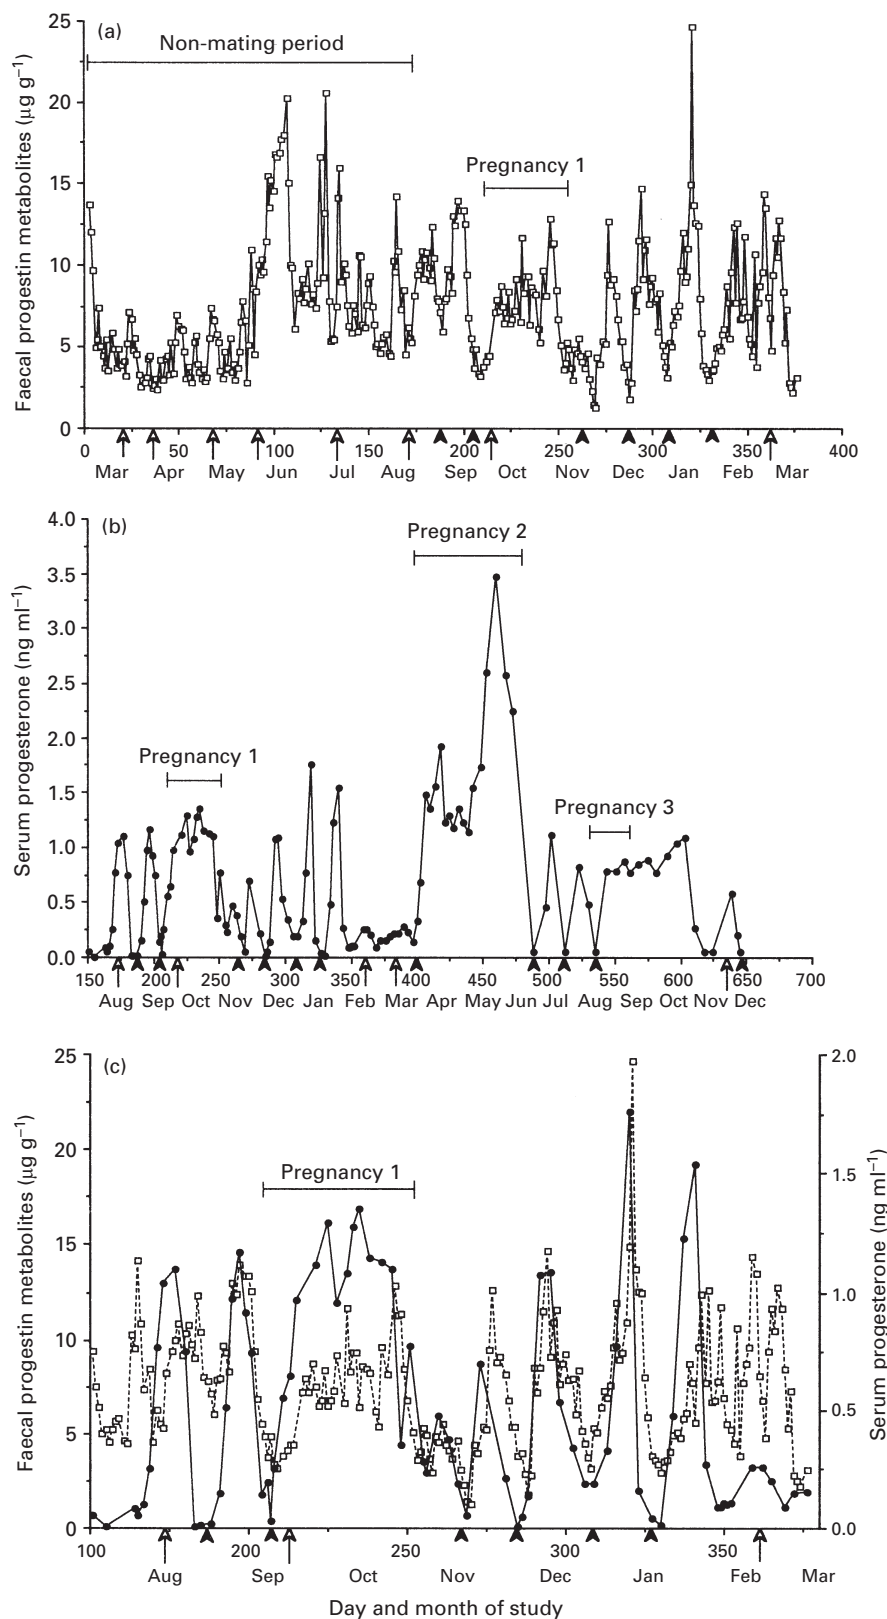 (a)
Non-mating period
Pregnancy 1
Faecal progestin metabolites (μg g⁻¹)
25
20
15
10
5
0
0 50 100 150 200 250 300 350 400
Mar Apr May Jun Jul Aug Sep Oct Nov Dec Jan Feb Mar
(b)
Pregnancy 2
Pregnancy 1
Pregnancy 3
Serum progesterone (ng ml⁻¹)
4.0
3.5
3.0
2.5
2.0
1.5
1.0
0.5
0.0
150 200 250 300 350 400 450 500 550 600 650 700
Aug Sep Oct Nov Dec Jan Feb Mar Apr May Jun Jul Aug Sep Oct Nov Dec
(c)
Pregnancy 1
Faecal progestin metabolites (μg g⁻¹)
25
20
15
10
5
0
Serum progesterone (ng ml⁻¹)
2.0
1.5
1.0
0.5
0.0
100 200 250 300 350
Aug Sep Oct Nov Dec Jan Feb Mar
Day and month of study